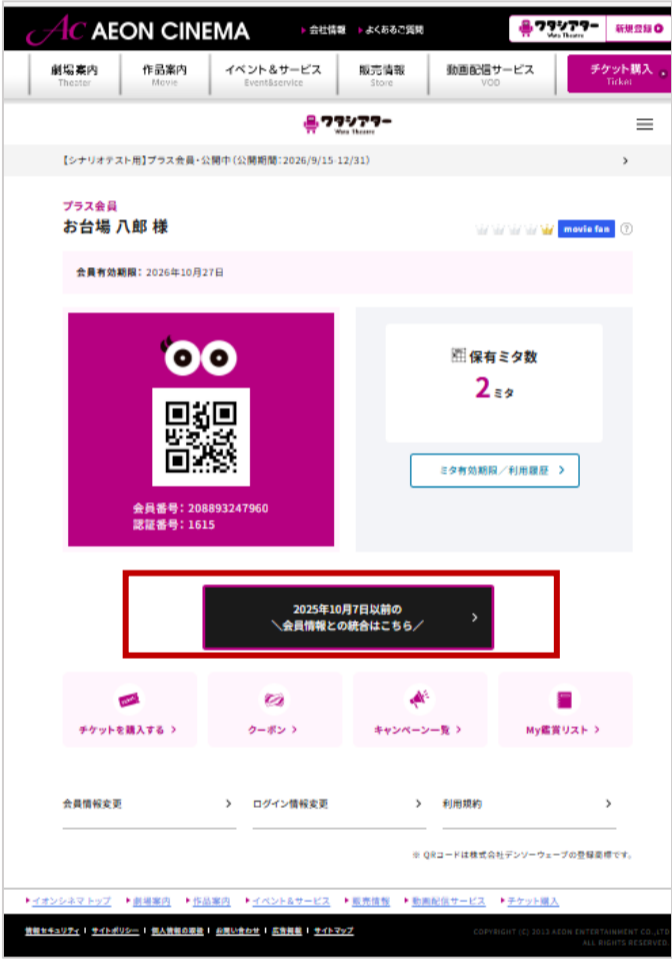 AC AEON CINEMA
会社情報 よくあるご質問
ワタシアター
Wata Theatre
新規登録
劇場案内
Theater
作品案内
Movie
イベント&サービス
Event&service
販売情報
Store
動画配信サービス
VOD
チケット購入
Ticket
ワタシアター
Wata Theatre
【シナリオテスト用】プラス会員・公開中(公開期間:2026/9/15-12/31)
プラス会員
お台場 八郎 様
movie fan ?
会員有効期限: 2026年10月27日
保有ミタ数
2 ミタ
ミタ有効期限/利用履歴
会員番号: 208893247960
認証番号: 1615
2025年10月7日以前の
\会員情報との統合はこちら/
チケットを購入する
クーポン
キャンペーン一覧
My鑑賞リスト
会員情報変更
ログイン情報変更
利用規約
※ QRコードは株式会社デンソーウェーブの登録商標です。
イオンシネマトップ 劇場案内 作品案内 イベント&サービス 販売情報 動画配信サービス チケット購入
情報セキュリティ | サイトポリシー | 個人情報の取扱 | お問い合わせ | 広告掲載 | サイトマップ
COPYRIGHT (C) 2013 AEON ENTERTAINMENT CO.,LTD
ALL RIGHTS RESERVED.